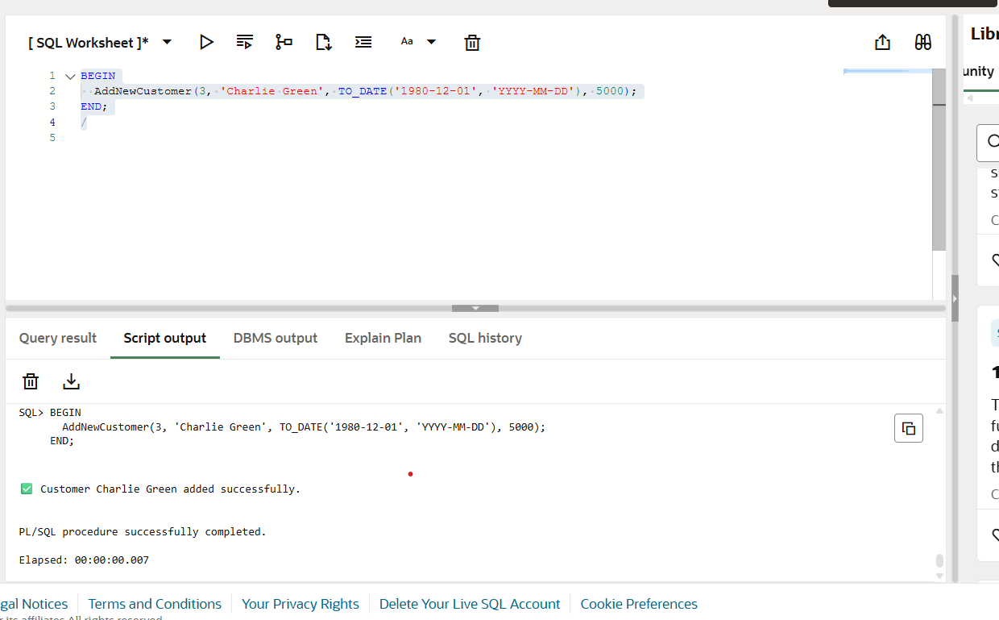 [ SQL Worksheet ]*
Aa
1 BEGIN
2 AddNewCustomer(3, 'Charlie Green', TO_DATE('1980-12-01', 'YYYY-MM-DD'), 5000);
3 END;
4 /
5
Query result Script output DBMS output Explain Plan SQL history
SQL> BEGIN
AddNewCustomer(3, 'Charlie Green', TO_DATE('1980-12-01', 'YYYY-MM-DD'), 5000);
END;
✅ Customer Charlie Green added successfully.
PL/SQL procedure successfully completed.
Elapsed: 00:00:00.007
gal Notices Terms and Conditions Your Privacy Rights Delete Your Live SQL Account Cookie Preferences
its affiliates All rights reserved
Libr
unity